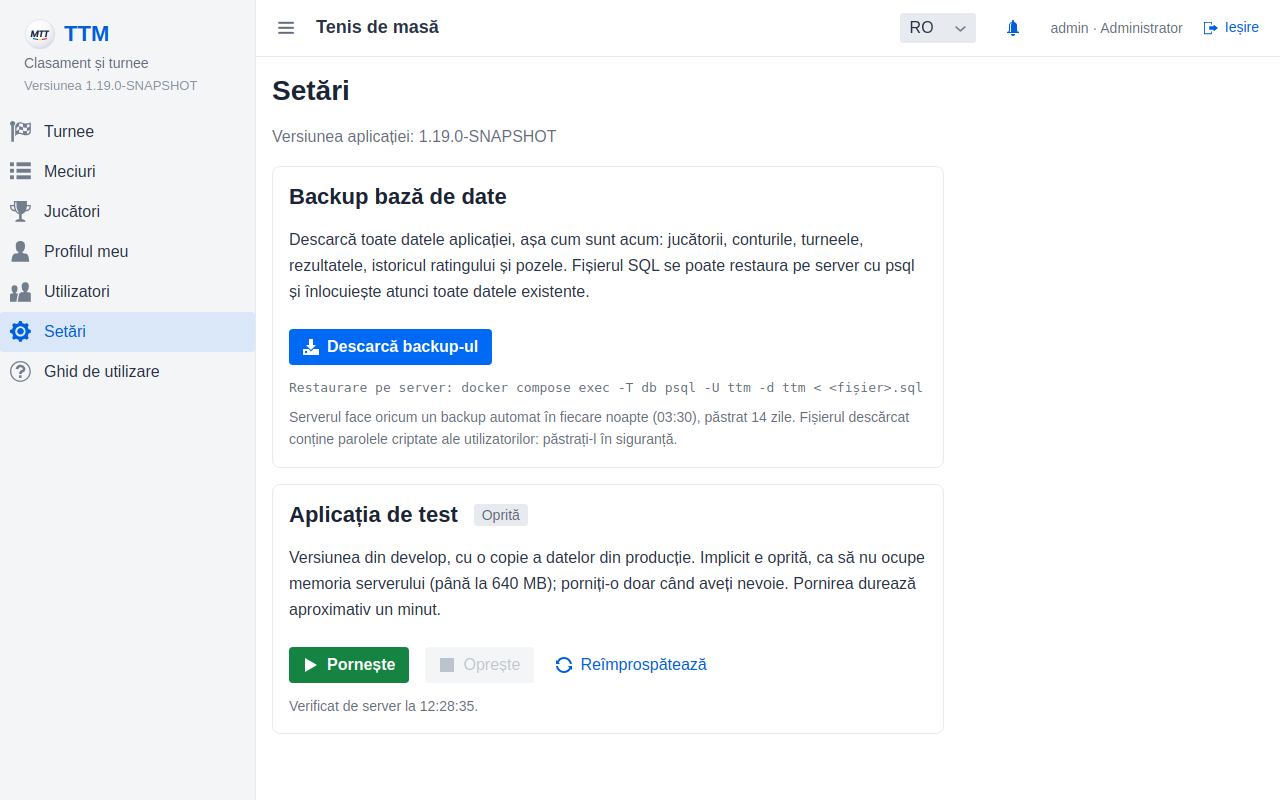 MTT
TTM
Clasament și turnee
Versiunea 1.19.0-SNAPSHOT
Turnee
Meciuri
Jucători
Profilul meu
Utilizatori
Setări
Ghid de utilizare
Tenis de masă
RO
admin · Administrator
Ieșire
Setări
Versiunea aplicației: 1.19.0-SNAPSHOT
Backup bază de date
Descarcă toate datele aplicației, așa cum sunt acum: jucătorii, conturile, turneele,
rezultatele, istoricul ratingului și pozele. Fișierul SQL se poate restaura pe server cu psql
și înlocuiește atunci toate datele existente.
Descarcă backup-ul
Restaurare pe server: docker compose exec -T db psql -U ttm -d ttm < <fișier>.sql
Serverul face oricum un backup automat în fiecare noapte (03:30), păstrat 14 zile. Fișierul descărcat
conține parolele criptate ale utilizatorilor: păstrați-l în siguranță.
Aplicația de test
Oprită
Versiunea din develop, cu o copie a datelor din producție. Implicit e oprită, ca să nu ocupe
memoria serverului (până la 640 MB); porniți-o doar când aveți nevoie. Pornirea durează
aproximativ un minut.
Pornește
Oprește
Reîmprospătează
Verificat de server la 12:28:35.